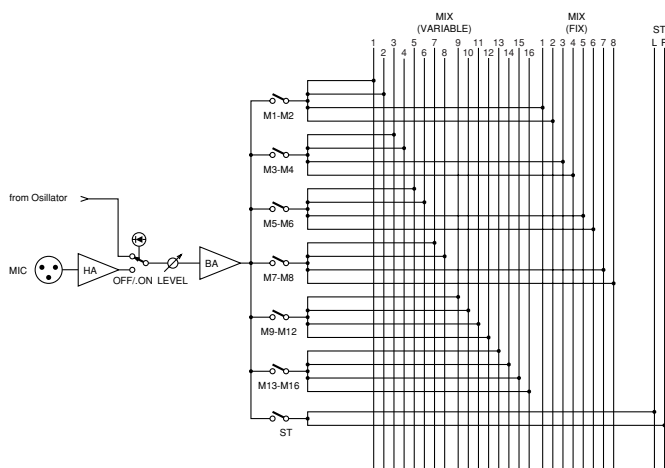 MIX
(VARIABLE)
MIX
(FIX)
ST
1 2 3 4 5 6 7 8 9 10 11 12 13 14 15 16 1 2 3 4 5 6 7 8 L R
M1-M2
M3-M4
from Osillator
M5-M6
MIC
HA
OFF/.ON
LEVEL
BA
M7-M8
M9-M12
M13-M16
ST